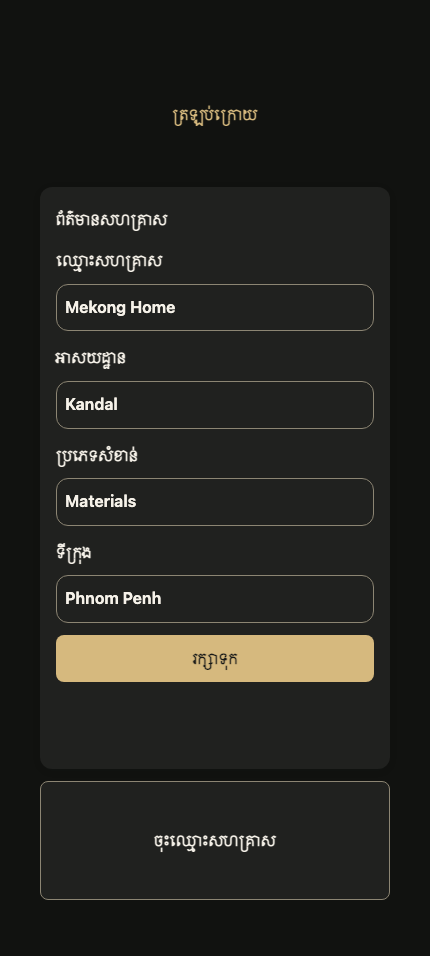 ត្រឡប់ក្រោយ
ព័ត៌មានសហគ្រាស
ឈ្មោះសហគ្រាស
Mekong Home
អាសយដ្ឋាន
Kandal
ប្រភេទសំខាន់
Materials
ទីក្រុង
Phnom Penh
រក្សាទុក
ចុះឈ្មោះសហគ្រាស